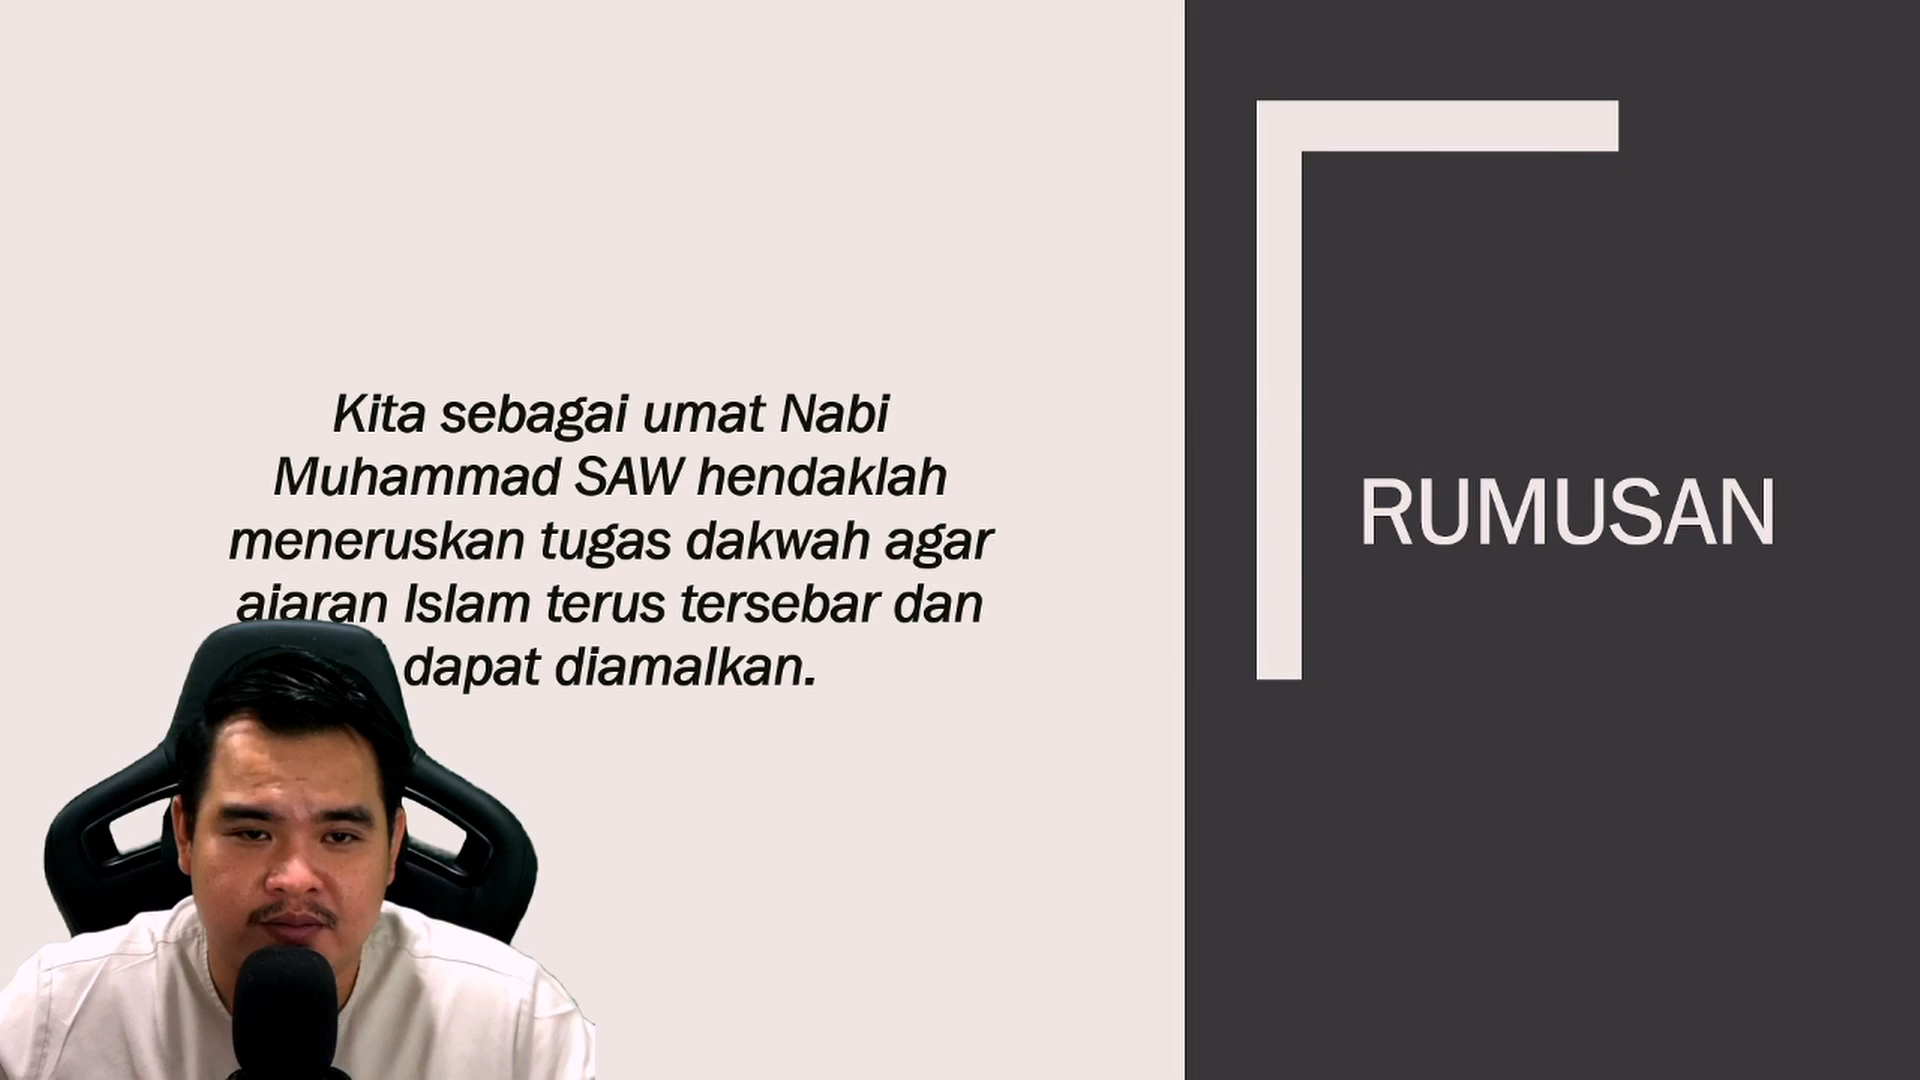 Kita sebagai umat Nabi
Muhammad SAW hendaklah
meneruskan tugas dakwah agar
ajaran Islam terus tersebar dan
dapat diamalkan.
RUMUSAN